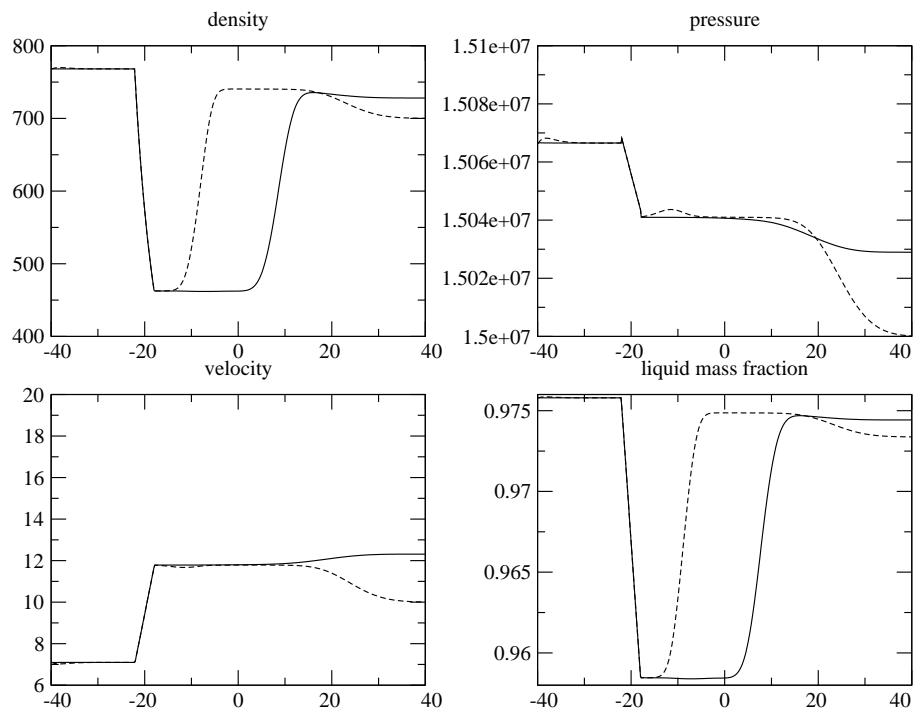 density
800
700
600
500
400
-40 -20 0 20 40
pressure
1.51e+07
1.508e+07
1.506e+07
1.504e+07
1.502e+07
1.5e+07
-40 -20 0 20 40
velocity
20
18
16
14
12
10
8
6
-40 -20 0 20 40
liquid mass fraction
0.975
0.97
0.965
0.96
-40 -20 0 20 40